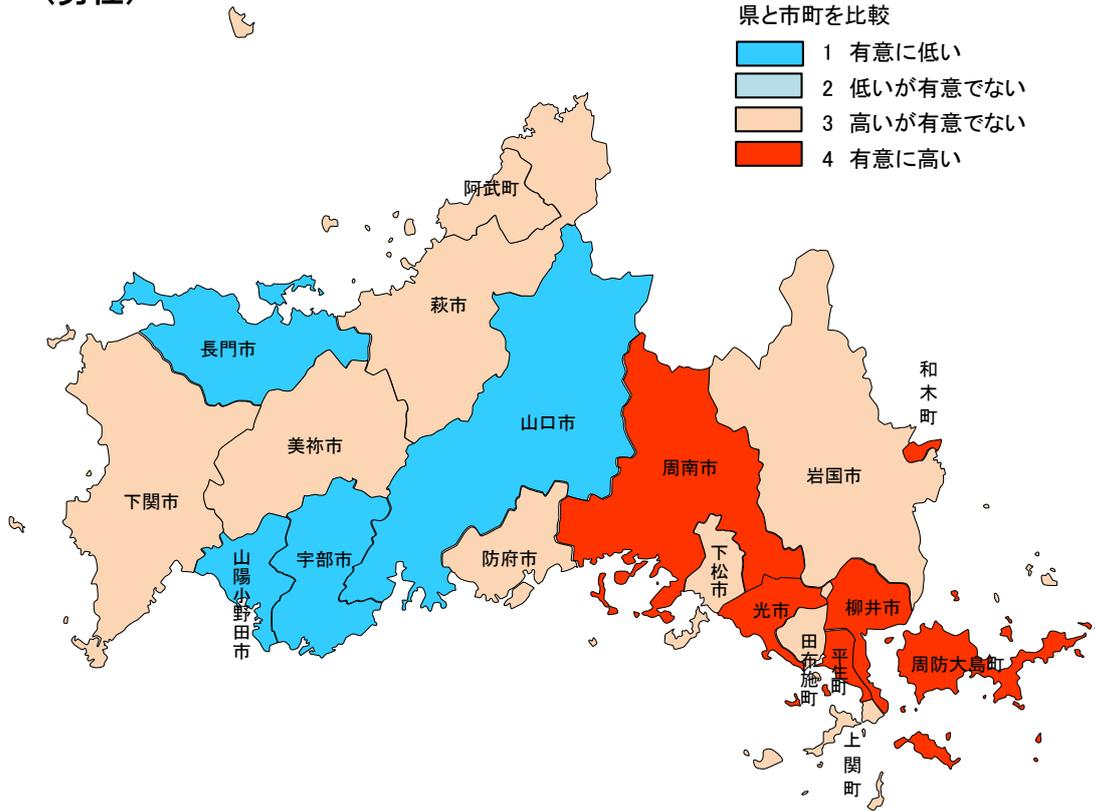 県と市町を比較
1 有意に低い
2 低いが有意でない
3 高いが有意でない
4 有意に高い
阿武町
萩市
長門市
和木町
山口市
美祢市
周南市
岩国市
下関市
山陽小野田市
宇部市
防府市
下松市
光市
柳井市
田布施町
平生町
周防大島町
上関町